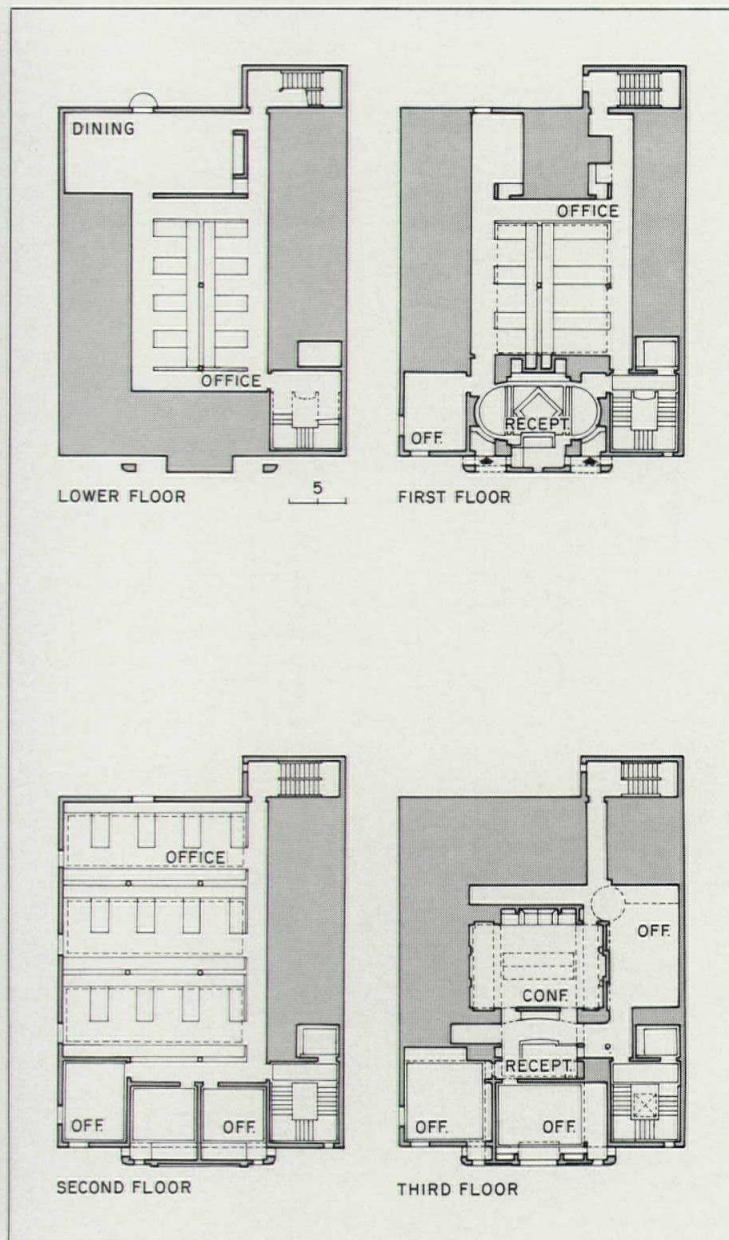 DINING
OFFICE
LOWER FLOOR
5
OFFICE
OFF.
RECEPT.
FIRST FLOOR
OFFICE
OFF.
OFF.
SECOND FLOOR
OFF.
CONF.
RECEPT.
OFF.
OFF.
THIRD FLOOR